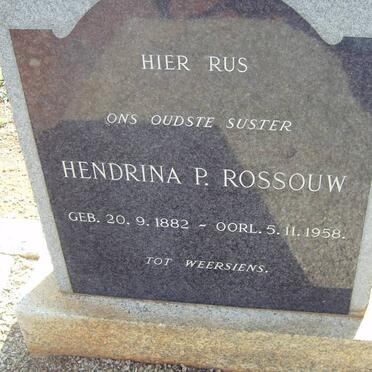 HIER RUS
ONS OUDSTE SUSTER
HENDRINA P. ROSSOUW
GEB. 20. 9. 1882 ~ OORL. 5. 11. 1958.
TOT WEERSIENS.